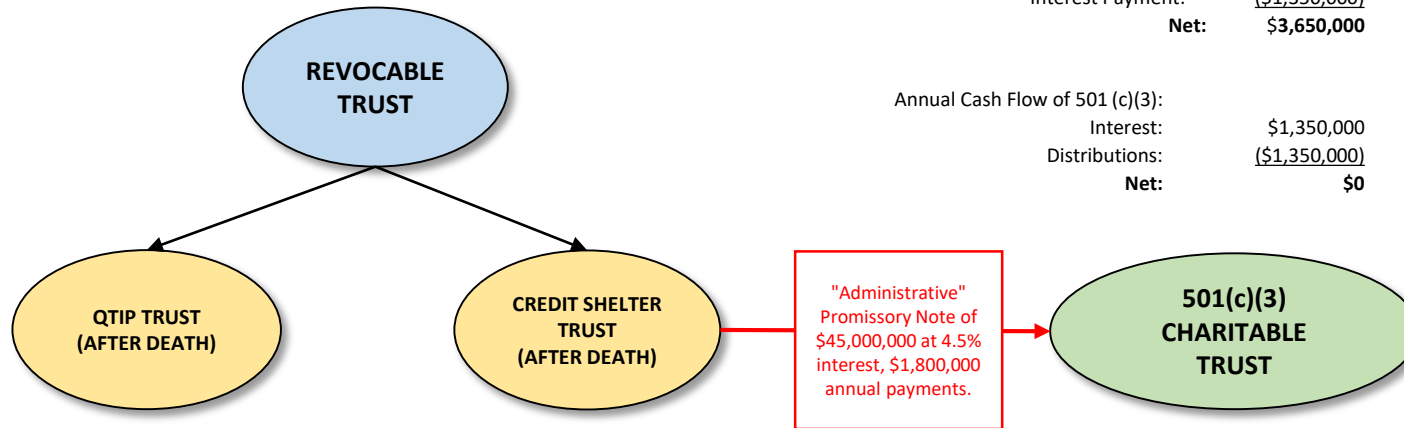 Net: $3,650,000
REVOCABLE
TRUST
Annual Cash Flow of 501 (c)(3):
Interest: $1,350,000
Distributions: ($1,350,000)
Net: $0
QTIP TRUST
(AFTER DEATH)
CREDIT SHELTER
TRUST
(AFTER DEATH)
"Administrative"
Promissory Note of
$45,000,000 at 4.5%
interest, $1,800,000
annual payments.
501(c)(3)
CHARITABLE
TRUST